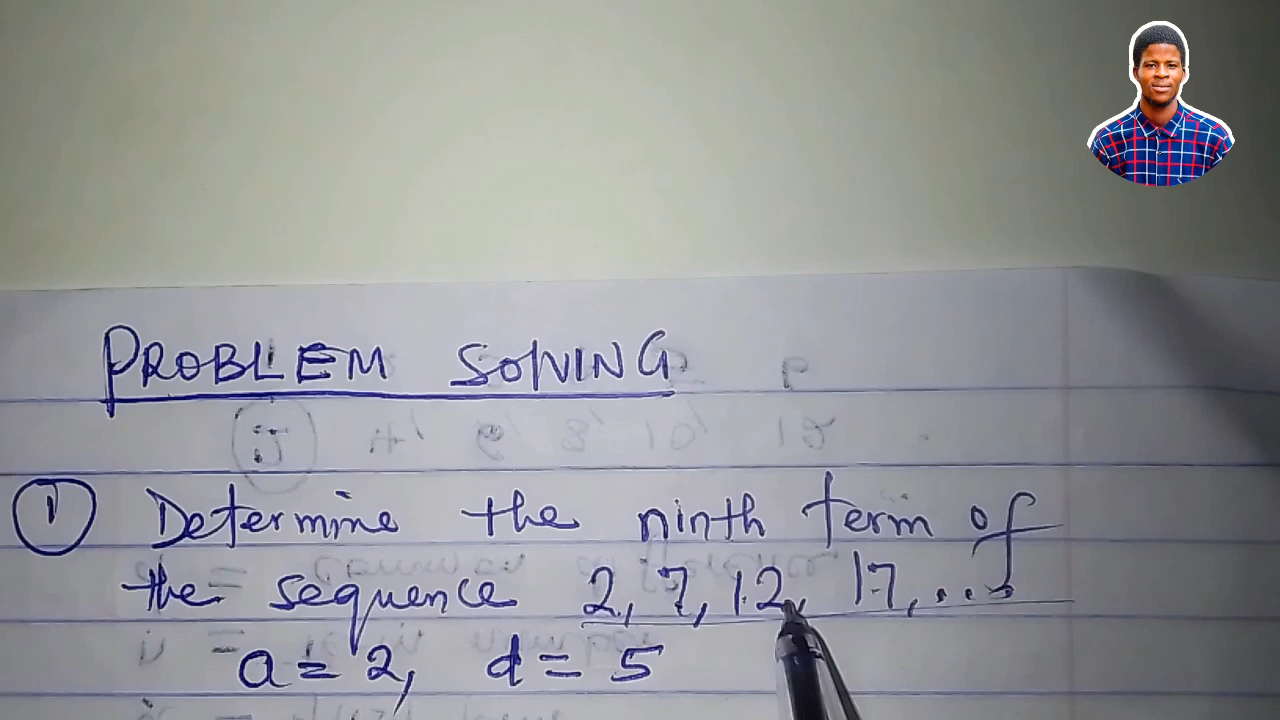 PROBLEM SOLVING
1 Determine the ninth term of
the sequence 2, 7, 12, 17, ...
a = 2, d = 5